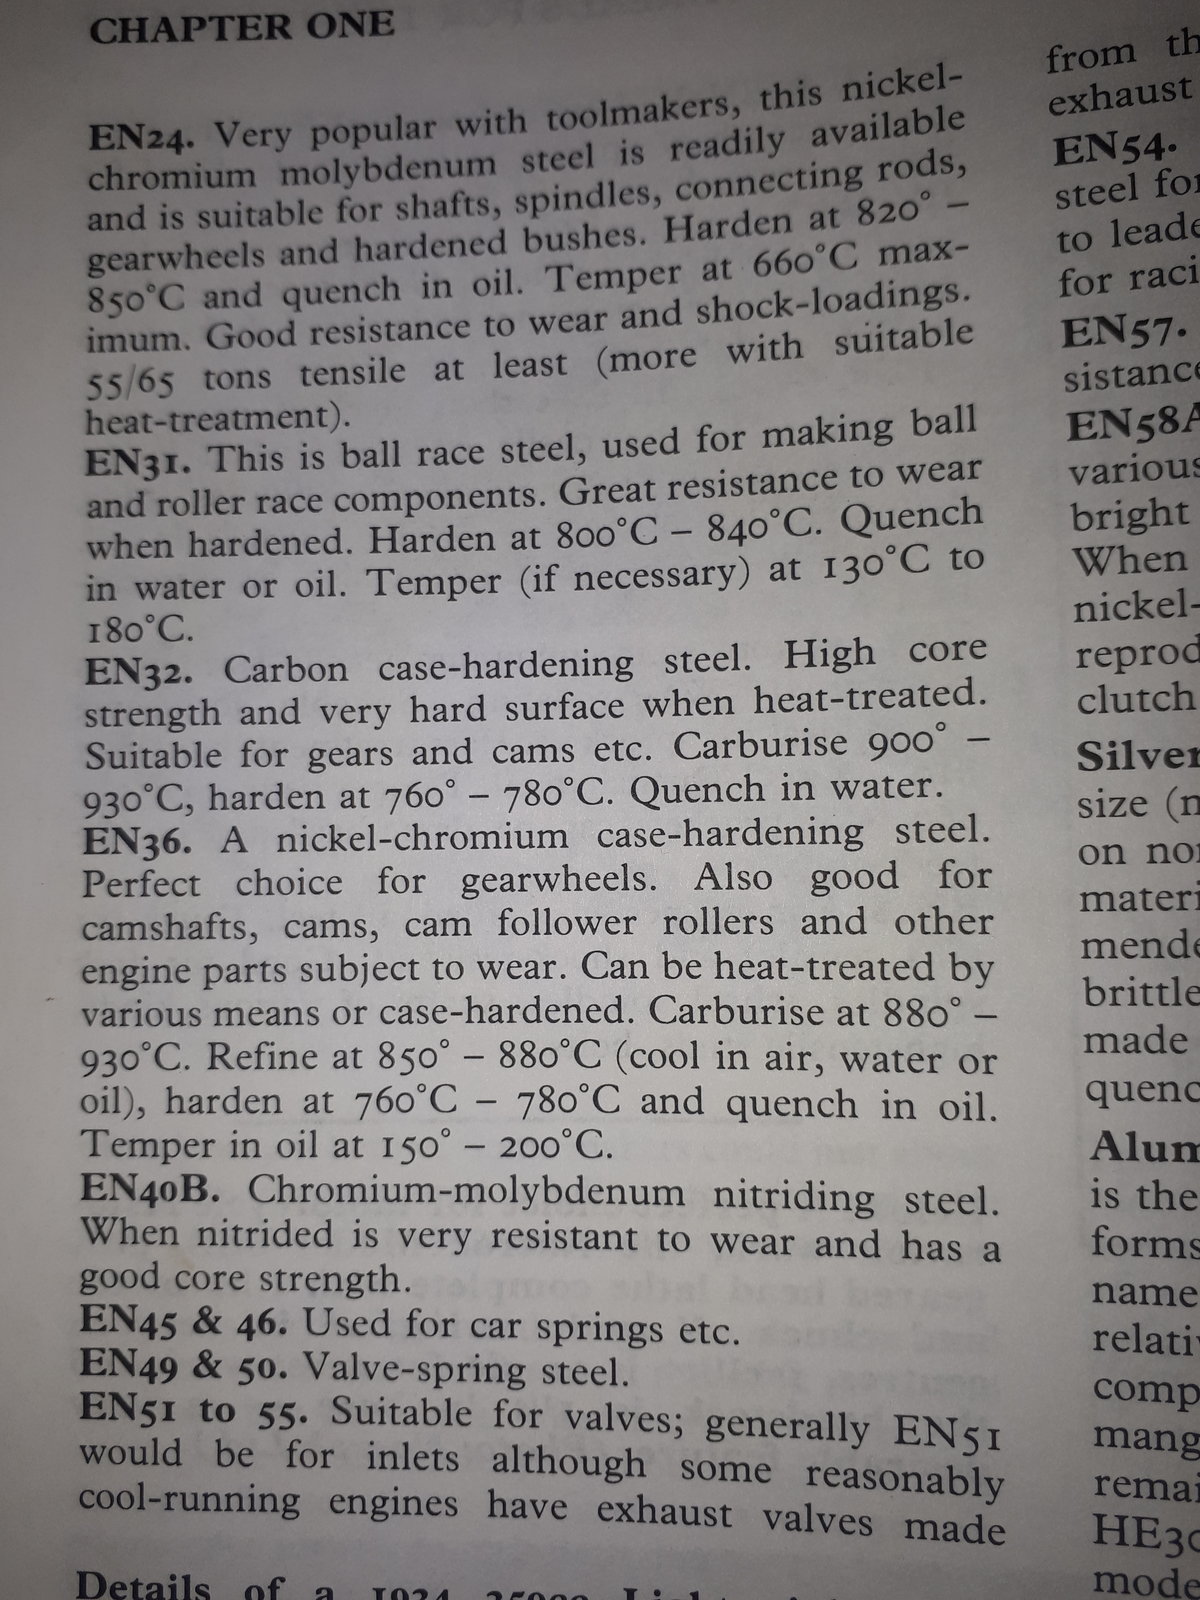 CHAPTER ONE
EN24. Very popular with toolmakers, this nickel-
chromium molybdenum steel is readily available
and is suitable for shafts, spindles, connecting rods,
gearwheels and hardened bushes. Harden at 820° –
850°C and quench in oil. Temper at 660°C max-
imum. Good resistance to wear and shock-loadings.
55/65 tons tensile at least (more with suitable
heat-treatment).
EN31. This is ball race steel, used for making ball
and roller race components. Great resistance to wear
when hardened. Harden at 800°C – 840°C. Quench
in water or oil. Temper (if necessary) at 130°C to
180°C.
EN32. Carbon case-hardening steel. High core
strength and very hard surface when heat-treated.
Suitable for gears and cams etc. Carburise 900° –
930°C, harden at 760° – 780°C. Quench in water.
EN36. A nickel-chromium case-hardening steel.
Perfect choice for gearwheels. Also good for
camshafts, cams, cam follower rollers and other
engine parts subject to wear. Can be heat-treated by
various means or case-hardened. Carburise at 880° –
930°C. Refine at 850° – 880°C (cool in air, water or
oil), harden at 760°C – 780°C and quench in oil.
Temper in oil at 150° – 200°C.
EN40B. Chromium-molybdenum nitriding steel.
When nitrided is very resistant to wear and has a
good core strength.
EN45 & 46. Used for car springs etc.
EN49 & 50. Valve-spring steel.
EN51 to 55. Suitable for valves; generally EN51
would be for inlets although some reasonably
cool-running engines have exhaust valves made
Details of a 1924
from
exhaust
EN54.
steel
to
for
EN57.
EN58A
various
bright
When
nickel-
clutch
size
on
made
is the
forms
name
HE30